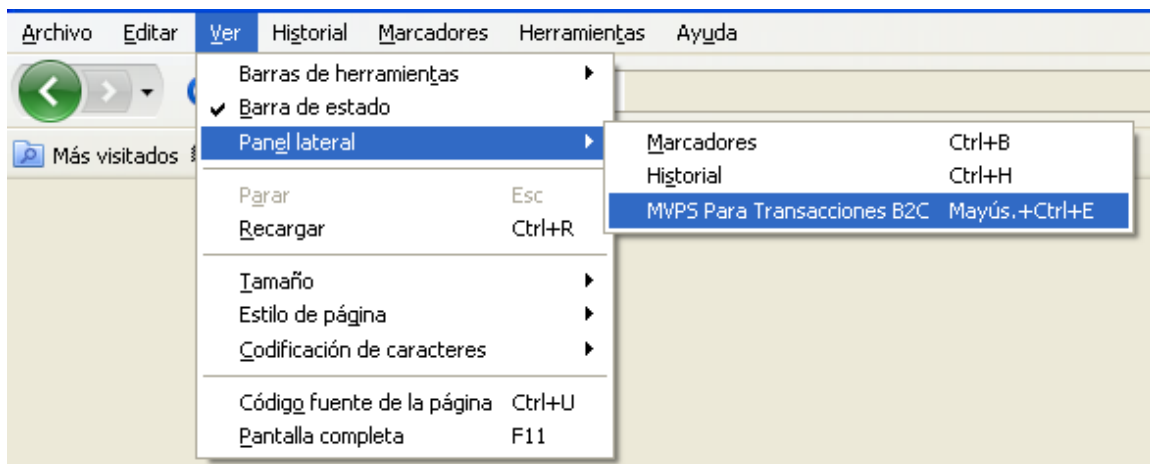 Archivo Editar Ver Historial Marcadores Herramientas Ayuda
Barras de herramientas
Barra de estado
Panel lateral
Marcadores Ctrl+B
Más visitados
Historial Ctrl+H
Parar Esc
MVPS Para Transacciones B2C Mayús.+Ctrl+E
Recargar Ctrl+R
Tamaño
Estilo de página
Codificación de caracteres
Código fuente de la página Ctrl+U
Pantalla completa F11